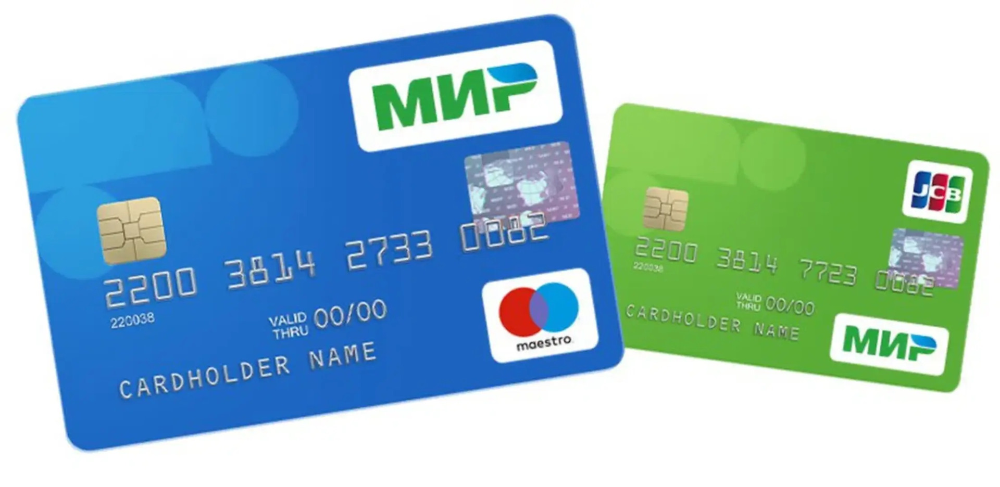 МИР
2200 3814 2733 0082
220038
VALID
THRU 00/00
CARDHOLDER NAME
maestro
JCB
2200 3814 7723 0082
220038
VALID
THRU 00/00
CARDHOLDER NAME
МИР